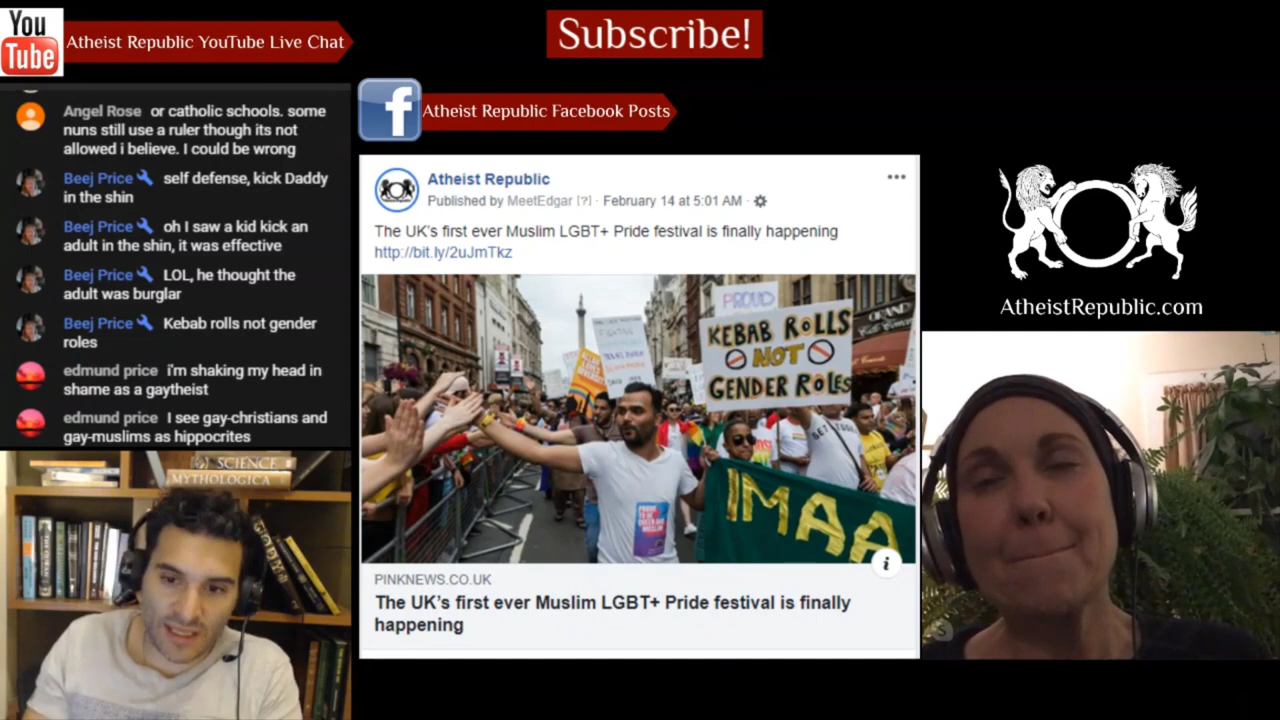 You
Tube
Atheist Republic YouTube Live Chat
Subscribe!
Angel Rose or catholic schools. some
nuns still use a ruler though its not
allowed i believe. I could be wrong
Beej Price self defense, kick Daddy
in the shin
Beej Price oh I saw a kid kick an
adult in the shin, it was effective
Beej Price LOL, he thought the
adult was burglar
Beej Price Kebab rolls not gender
roles
edmund price i'm shaking my head in
shame as a gaytheist
edmund price I see gay-christians and
gay-muslims as hippocrites
SCIENCE
MYTHOLOGICA
f
Atheist Republic Facebook Posts
Atheist Republic
Published by MeetEdgar [?] · February 14 at 5:01 AM ·
The UK's first ever Muslim LGBT+ Pride festival is finally happening
http://bit.ly/2uJmTkz
PROUD
KEBAB ROLLS
NOT
GENDER ROLES
IMAA
PINKNEWS.CO.UK
The UK's first ever Muslim LGBT+ Pride festival is finally
happening
AtheistRepublic.com